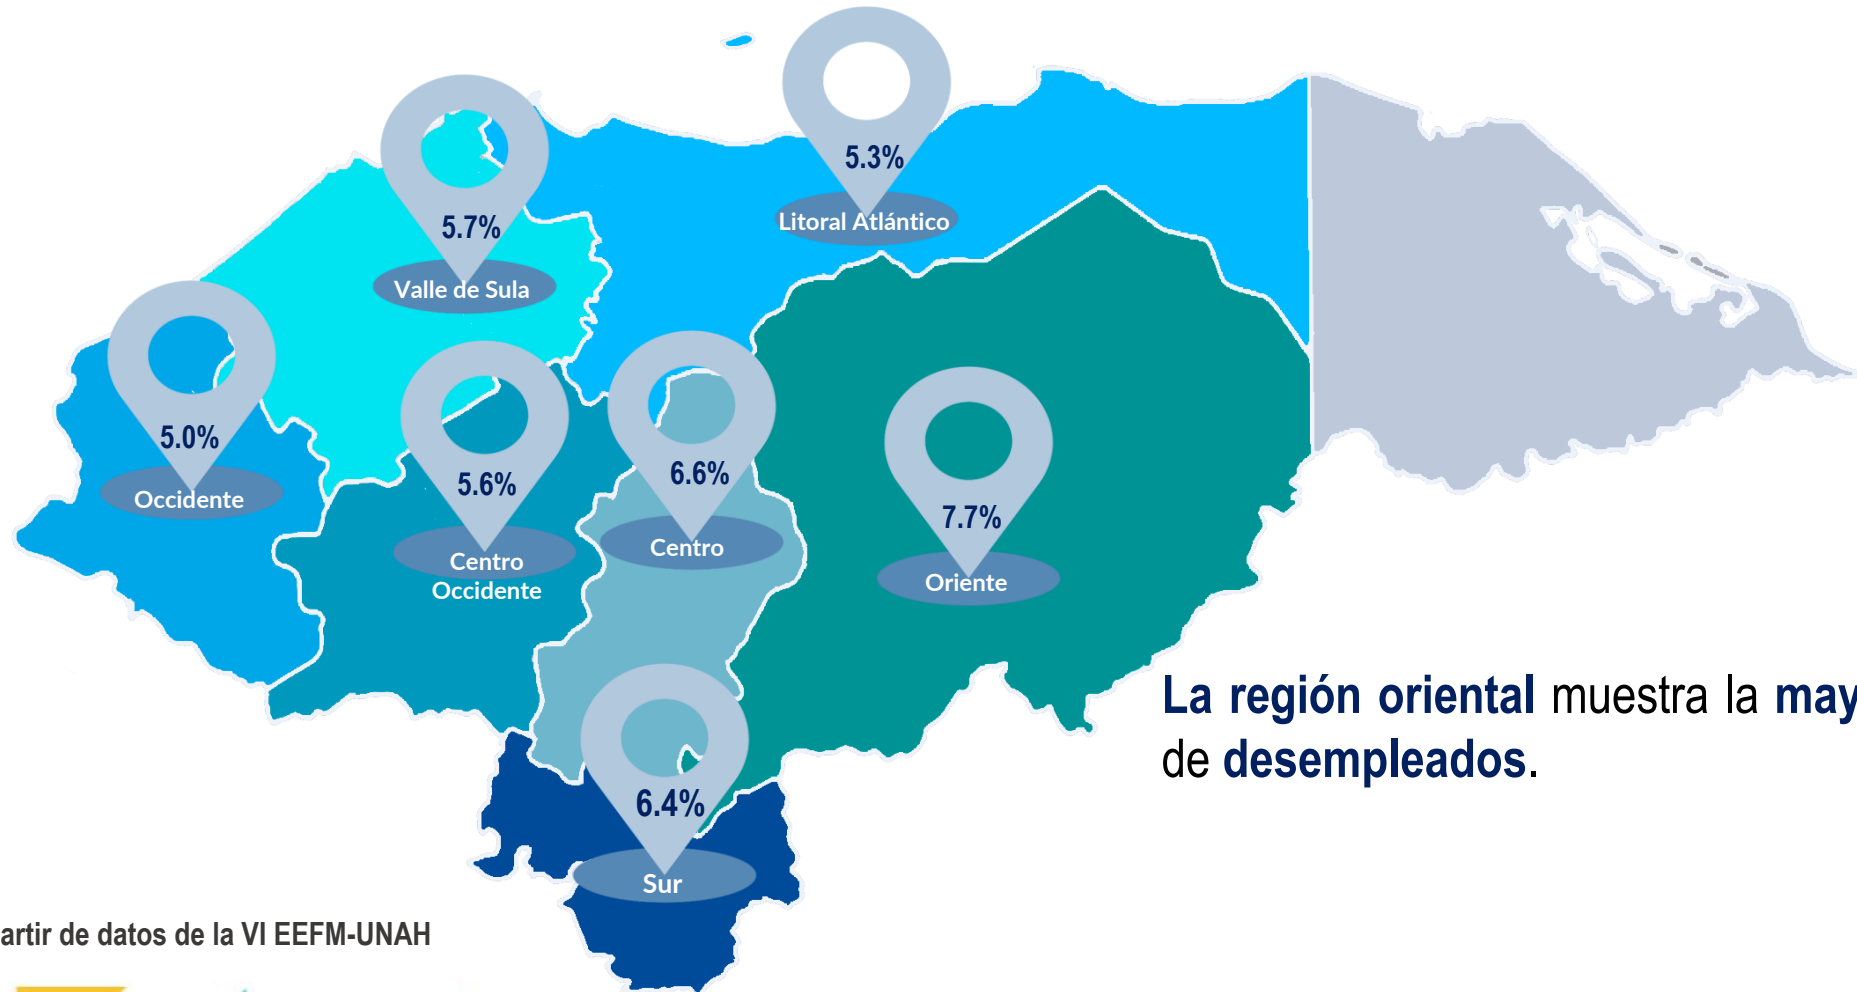 5.3%
Litoral Atlántico
5.7%
Valle de Sula
5.0%
Occidente
5.6%
Centro
Occidente
6.6%
Centro
7.7%
Oriente
6.4%
Sur
La región oriental muestra la may
de desempleados.
artir de datos de la VI EEFM-UNAH